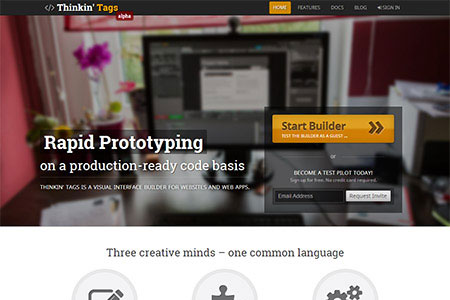 </> Thinkin' Tags
alpha
HOME FEATURES DOCS BLOG SIGN IN
Start Builder
TEST THE BUILDER AS A GUEST ...
Rapid Prototyping
on a production-ready code basis
THINKIN' TAGS IS A VISUAL INTERFACE BUILDER FOR WEBSITES AND WEB APPS.
or
BECOME A TEST PILOT TODAY!
Sign up for free. No credit card required.
Email Address Request Invite
Three creative minds – one common language